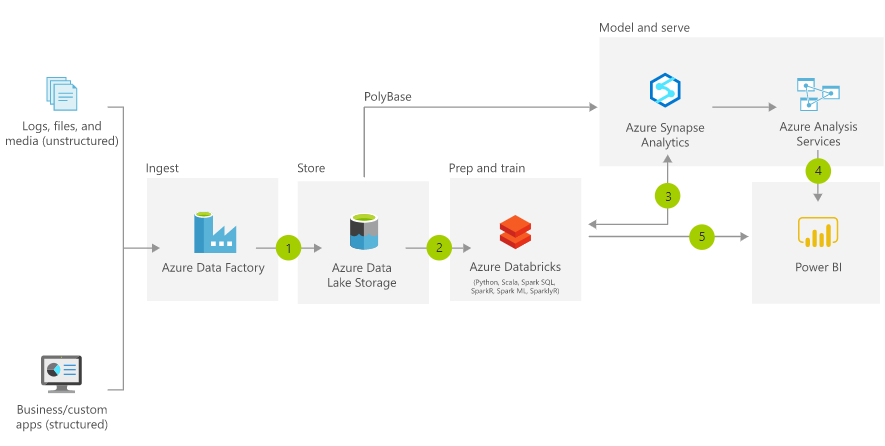 Model and serve
PolyBase
Logs, files, and
media (unstructured)
Azure Synapse
Analytics
Azure Analysis
Services
Ingest
Store
Prep and train
3
4
Azure Data Factory
1
Azure Data
Lake Storage
2
Azure Databricks
(Python, Scala, Spark SQL,
SparkR, Spark ML, SparklyR)
5
Power BI
Business/custom
apps (structured)